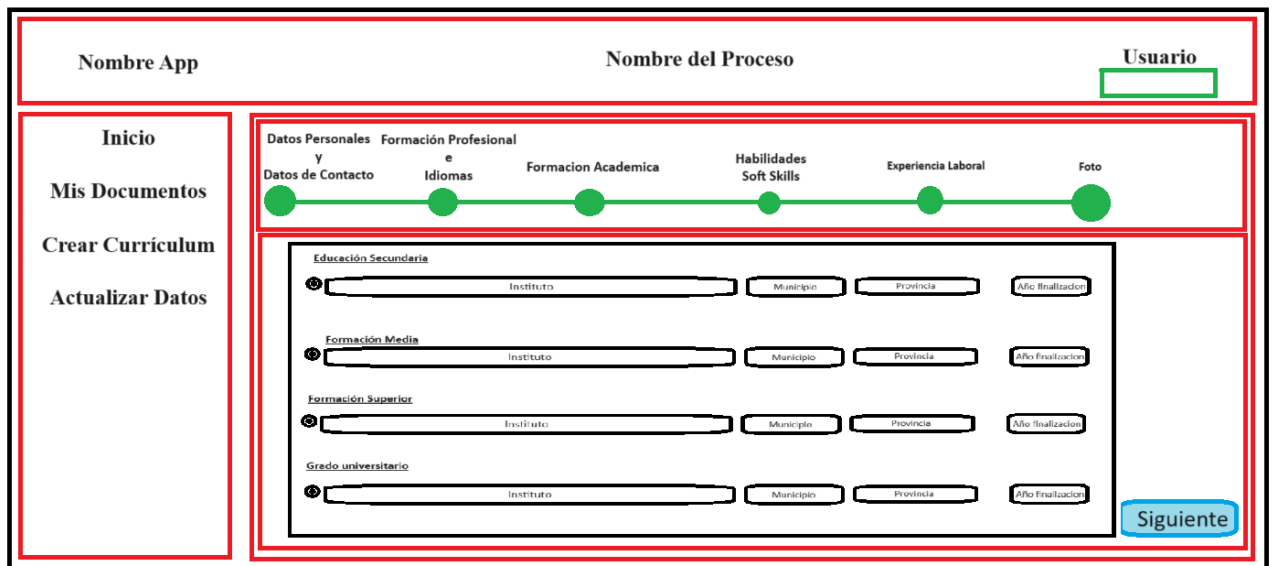 Nombre App
Nombre del Proceso
Usuario
Inicio
Mis Documentos
Crear Currículum
Actualizar Datos
Datos Personales
y
Datos de Contacto
Formación Profesional
e
Idiomas
Formacion Academica
Habilidades
Soft Skills
Experiencia Laboral
Foto
Educación Secundaria
Instituto Municipio Provincia Año finalizacion
Formación Media
Instituto Municipio Provincia Año finalizacion
Formación Superior
Instituto Municipio Provincia Año finalizacion
Grado universitario
Instituto Municipio Provincia Año finalizacion
Siguiente